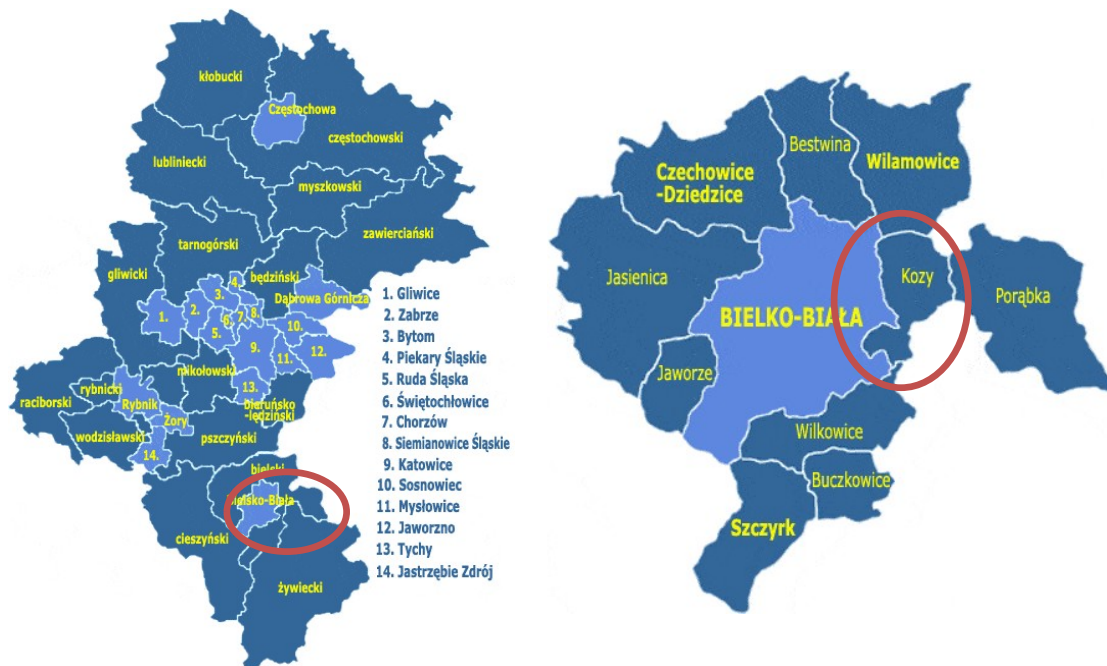 kłobucki
Częstochowa
częstochowski
lubliniecki
myszkowski
zawierciański
tarnogórski
gliwicki
będziński
Dąbrowa Górnicza
4.
3.
1.
2.
6.
7.
8.
5.
10.
9.
11.
12.
13.
mikołowski
rybnicki
Rybnik
raciborski
Żory
bieruńsko
-lędziński
wodzisławski
pszczyński
14.
bielski
Bielsko-Biała
cieszyński
żywiecki
1. Gliwice
2. Zabrze
3. Bytom
4. Piekary Śląskie
5. Ruda Śląska
6. Świętochłowice
7. Chorzów
8. Siemianowice Śląskie
9. Katowice
10. Sosnowiec
11. Mysłowice
12. Jaworzno
13. Tychy
14. Jastrzębie Zdrój
Bestwina
Wilamowice
Czechowice
-Dziedzice
Jasienica
Kozy
Porąbka
BIELKO-BIAŁA
Jaworze
Wilkowice
Buczkowice
Szczyrk